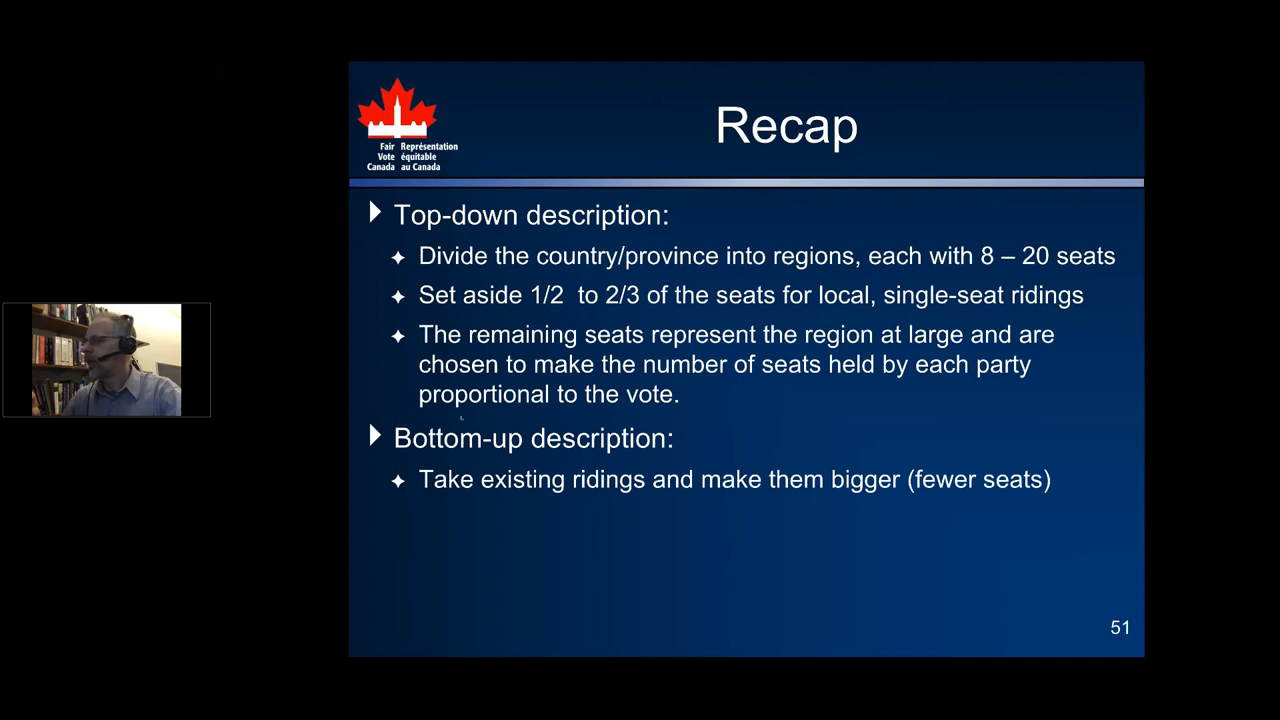 Recap
Fair Représentation
Vote équitable
Canada au Canada
Top-down description:
Divide the country/province into regions, each with 8 – 20 seats
Set aside 1/2 to 2/3 of the seats for local, single-seat ridings
The remaining seats represent the region at large and are
chosen to make the number of seats held by each party
proportional to the vote.
Bottom-up description:
Take existing ridings and make them bigger (fewer seats)
51